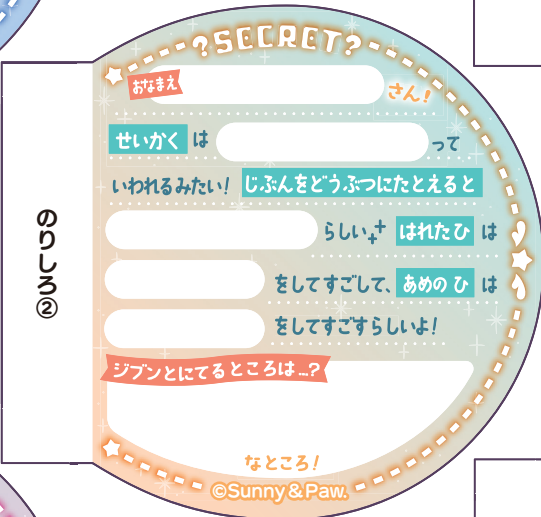 ?SECRET?
おなまえ さん!
せいかく は って
いわれるみたい! じぶんをどうぶつにたとえると
らしい はれたひ は
をしてすごして、 あめのひ は
をしてすごすらしいよ!
ジブンとにてるところは…?
なところ!
©Sunny&Paw.
のりしろ②